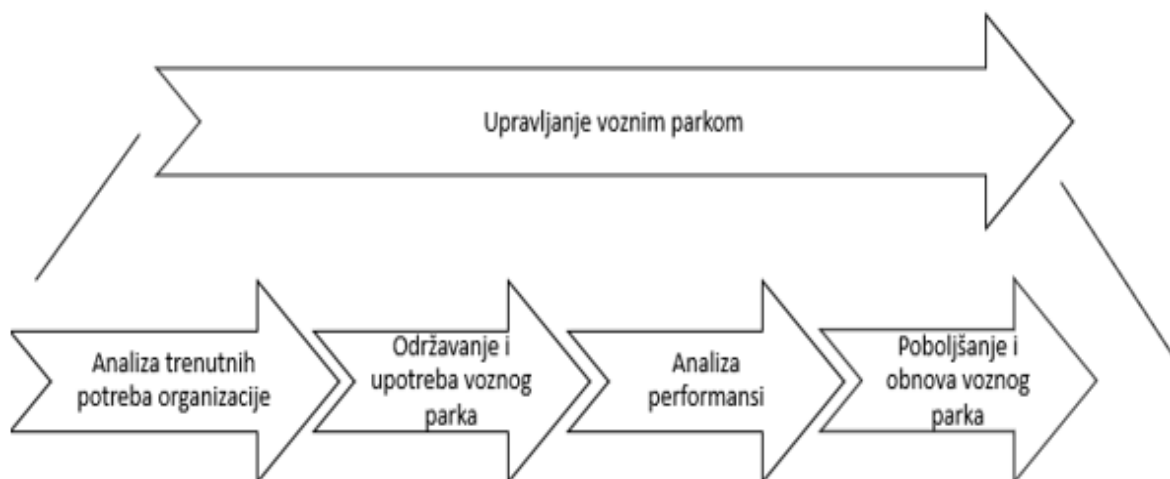 Upravljanje voznim parkom
Analiza trenutnih
potreba organizacije
Održavanje i
upotreba voznog
parka
Analiza
performansi
Poboljšanje i
obnova voznog
parka